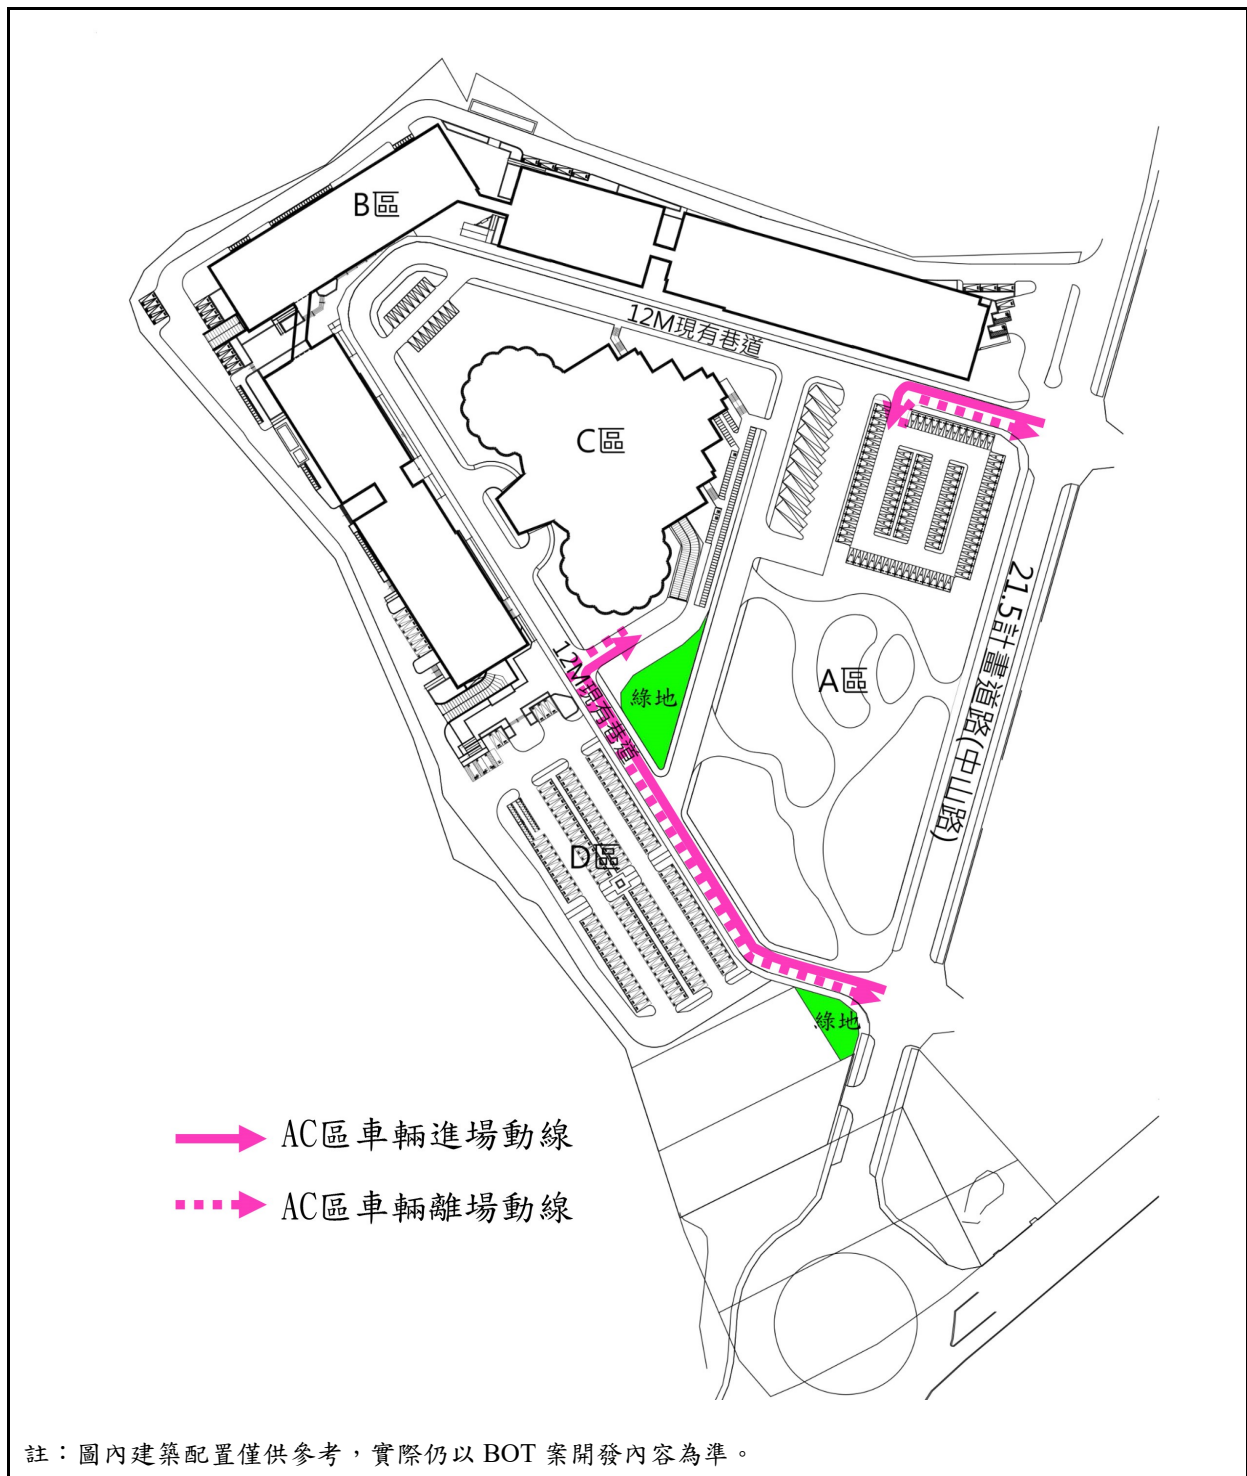 B區
12M現有巷道
C區
21.5計畫道路(中山路)
A區
12M現有巷道
綠地
D區
綠地
AC區車輛進場動線
AC區車輛離場動線
註：圖內建築配置僅供參考，實際仍以 BOT 案開發內容為準。